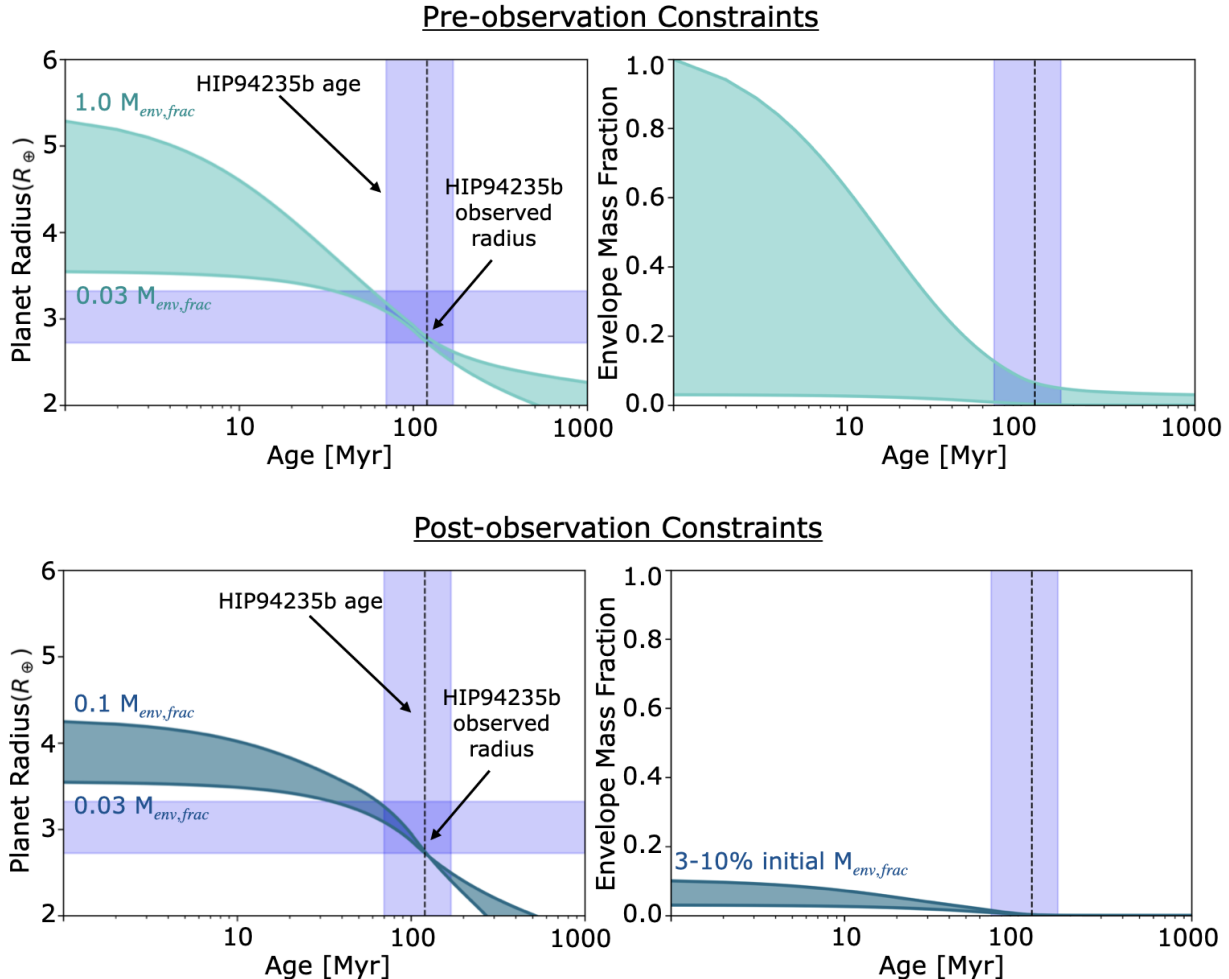 Pre-observation Constraints
6
5
4
3
2
Planet Radius(R⊕)
HIP94235b age
1.0 M_env,frac
HIP94235b
observed
radius
0.03 M_env,frac
10
100
1000
Age [Myr]
1.0
0.8
0.6
0.4
0.2
0.0
Envelope Mass Fraction
10
100
1000
Age [Myr]
Post-observation Constraints
6
5
4
3
2
Planet Radius(R⊕)
HIP94235b age
0.1 M_env,frac
HIP94235b
observed
radius
0.03 M_env,frac
10
100
1000
Age [Myr]
1.0
0.8
0.6
0.4
0.2
0.0
Envelope Mass Fraction
3-10% initial M_env,frac
10
100
1000
Age [Myr]